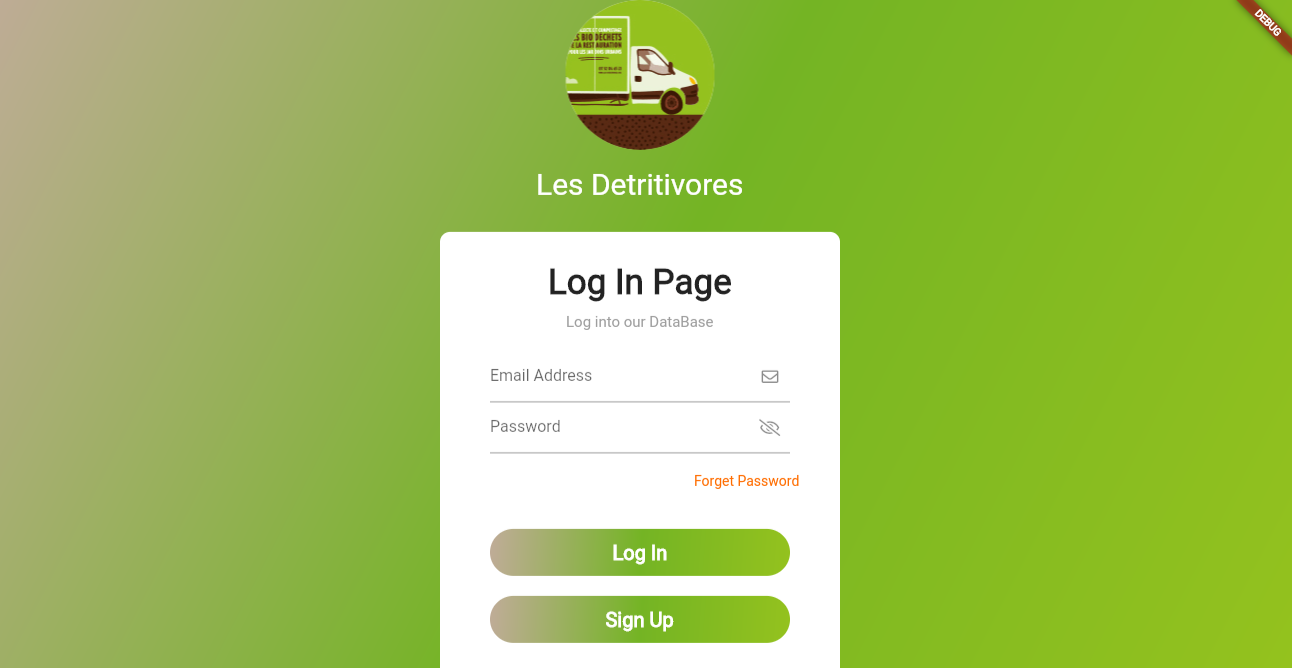 DEBUG
BIO DECHETS
LA RESTAURATION
Les Detritivores
Log In Page
Log into our DataBase
Email Address
Password
Forget Password
Log In
Sign Up